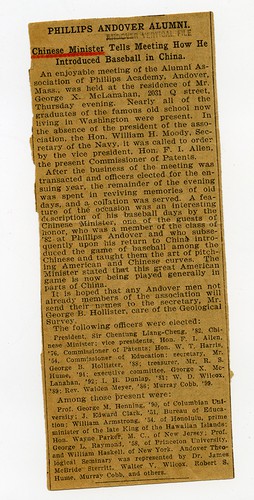 PHILLIPS ANDOVER ALUMNI.
ANDOVER VERTICAL FILE
Chinese Minister Tells Meeting How He
Introduced Baseball in China.
An enjoyable meeting of the Alumni Asso-
ciation of Phillips Academy, Andover,
Mass., was held at the residence of Mr.
George X. McLanahan, 2031 Q street,
Thursday evening. Nearly all of the
graduates of the famous old school now
living in Washington were present. In
the absence of the president of the asso-
ciation, the Hon. William H. Moody, Sec-
retary of the Navy, it was called to order
by the vice president, Hon. F. I. Allen,
the present Commissioner of Patents.
After the business of the meeting was
transacted and officers elected for the en-
suing year, the remainder of the evening
was spent in reviving memories of old
days, and a collation was served. A fea-
ture of the occasion was an interesting
description of his baseball days by the
Chinese Minister, one of the guests of
honor, who was a member of the class of
'82 at Phillips Andover and who subse-
quently upon his return to China intro-
duced the game of baseball among the
Chinese and taught them the art of pitch-
ing American and Chinese curves. The
Minister stated that this great American
game is now being played generally in
parts of China.
It is hoped that any Andover men not
already members of the association will
send their names to the secretary, Mr.
George B. Hollister, care of the Geological
Survey
The following officers were elected:
President, Sir Chentung Liang-Cheng, '82, Chi-
nese Minister; vice presidents, Hon. F. I. Allen,
'76, Commissioner of Patents; Hon. W. T. Harris,
'54, Commissioner of Education; secretary, Mr.
George B. Hollister, '88; treasurer, Mr. R. S.
Hume, '91; executive committee, George X. Mc-
Lanahan, '92; I. H. Dunlap, W. D. Wilcox,
'89; Rev. Walden Meyer, Murray Cobb, '99.
Among those present were:
Prof. George M. Henning, of Columbian Uni-
versity; J. Edward Clark, Bureau of Educa-
tion; William Armstrong, '54, of Honolulu, prime
minister of the late King of the Hawaiian Islands;
Hon. Wayne Parker, M. C., of New Jersey; Prof.
George L. Raymond, of Princeton University,
and William Haskell, of New York. Andover Theo-
logical Seminary was represented by Dr. James
McBride Sterritt, Walter V. Wilcox, Robert S.
Hume, Murray Cobb, and others.